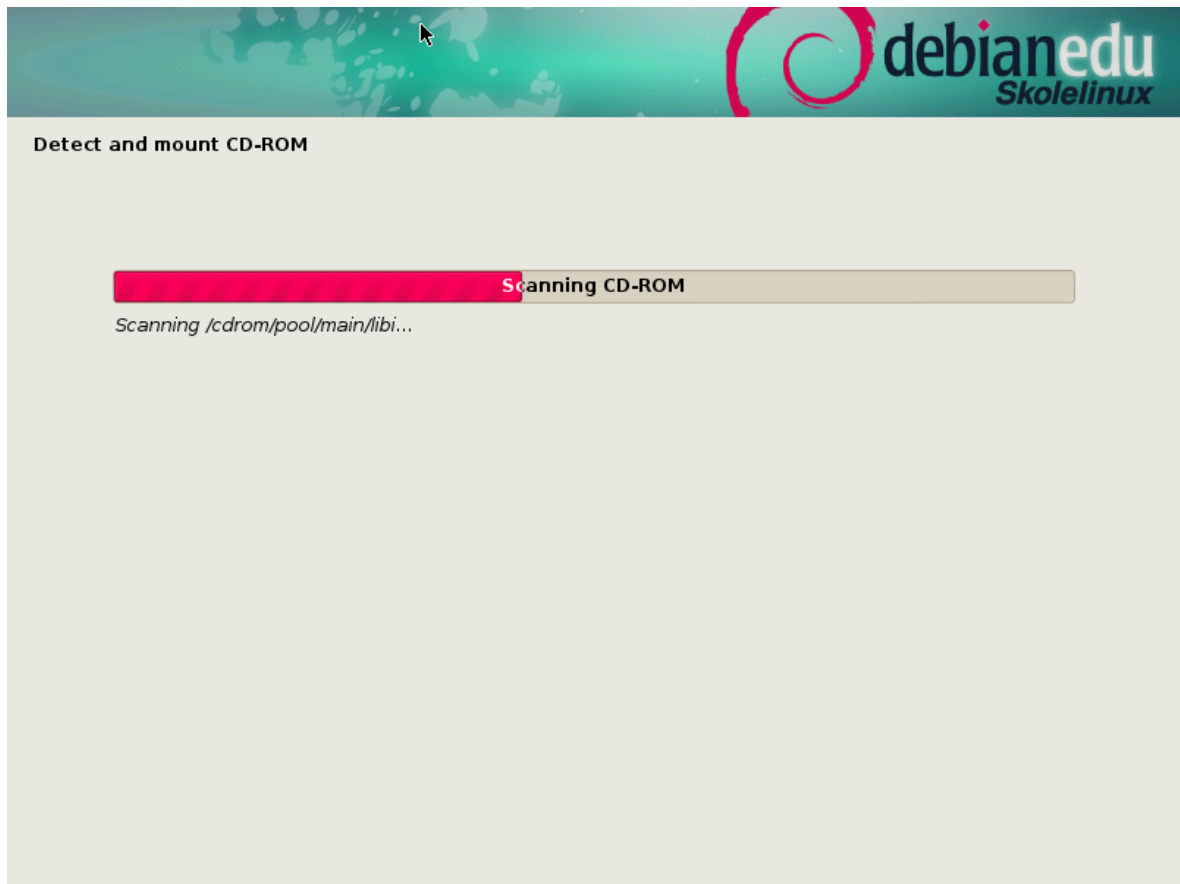 debianedu
Skolelinux
Detect and mount CD-ROM
Scanning CD-ROM
Scanning /cdrom/pool/main/libi...